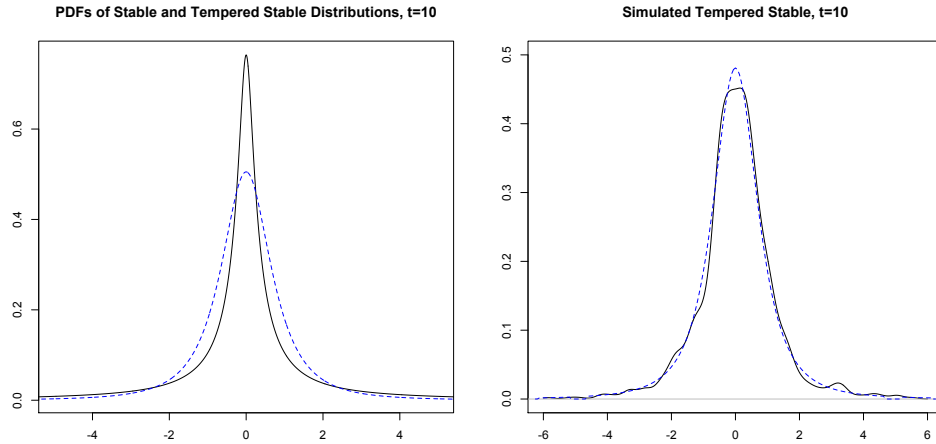 PDFs of Stable and Tempered Stable Distributions, t=10
0.6
0.4
0.2
0.0
-4 -2 0 2 4
Simulated Tempered Stable, t=10
0.5
0.4
0.3
0.2
0.1
0.0
-6 -4 -2 0 2 4 6